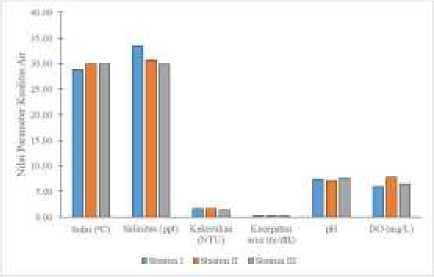 40.00
35.00
30.00
25.00
20.00
15.00
10.00
5.00
0.00
Nilai Parameter Kualitas Air
Suhu (°C)
Salinitas (ppt)
Kekeruhan
(NTU)
Kecepatan
arus (m/dt)
pH
DO (mg/L)
Stasiun I
Stasiun II
Stasiun III